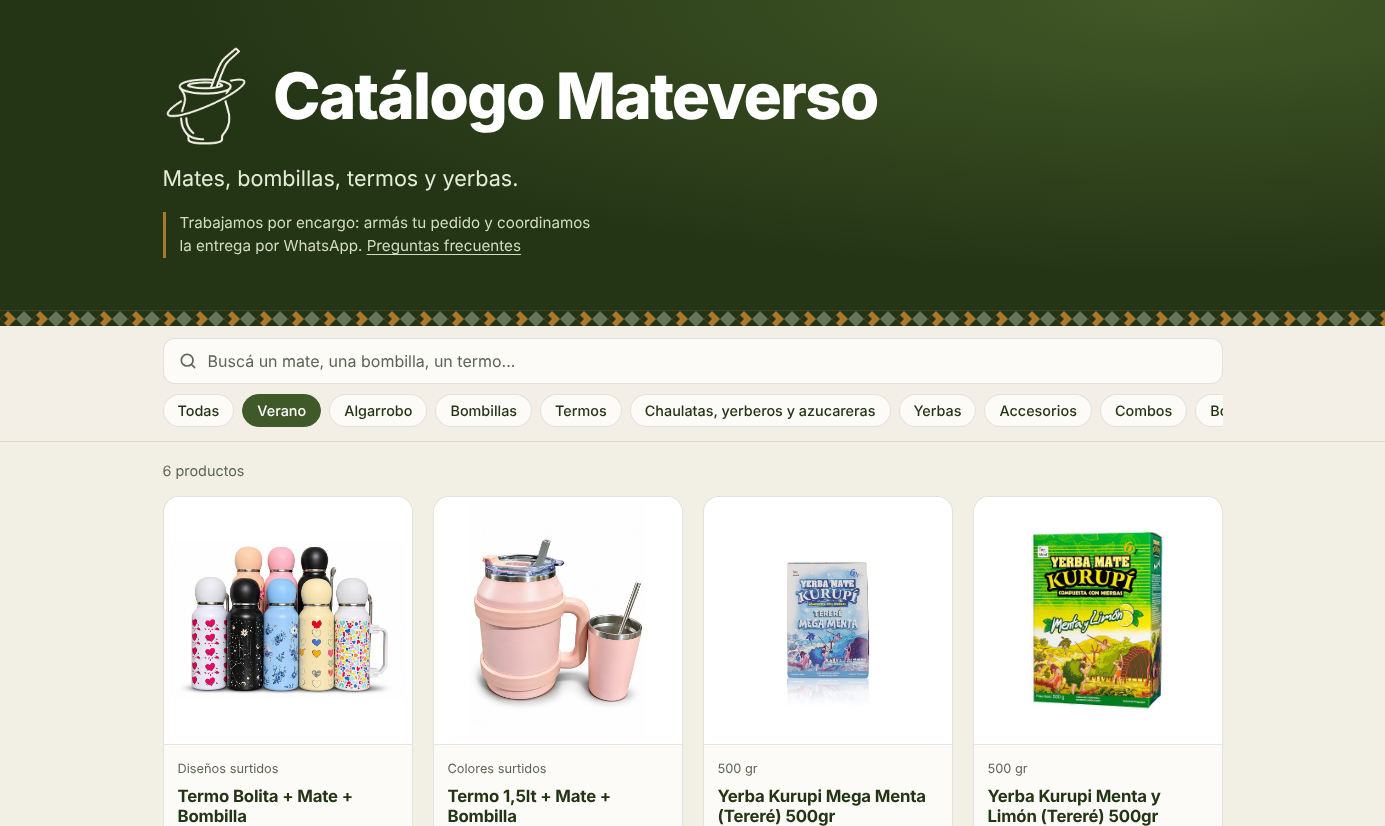 Catálogo Mateverso
Mates, bombillas, termos y yerbas.
Trabajamos por encargo: armás tu pedido y coordinamos
la entrega por WhatsApp. Preguntas frecuentes
Buscá un mate, una bombilla, un termo...
Todas
Verano
Algarrobo
Bombillas
Termos
Chaulatas, yerberos y azucareras
Yerbas
Accesorios
Combos
6 productos
YERBA MATE
KURUPÍ
TERERÉ
MEGA MENTA
YERBA MATE
KURUPÍ
COMPUESTA CON HIERBAS
Menta y Limón
Diseños surtidos
Termo Bolita + Mate +
Bombilla
Colores surtidos
Termo 1,5lt + Mate +
Bombilla
500 gr
Yerba Kurupi Mega Menta
(Tereré) 500gr
500 gr
Yerba Kurupi Menta y
Limón (Tereré) 500gr